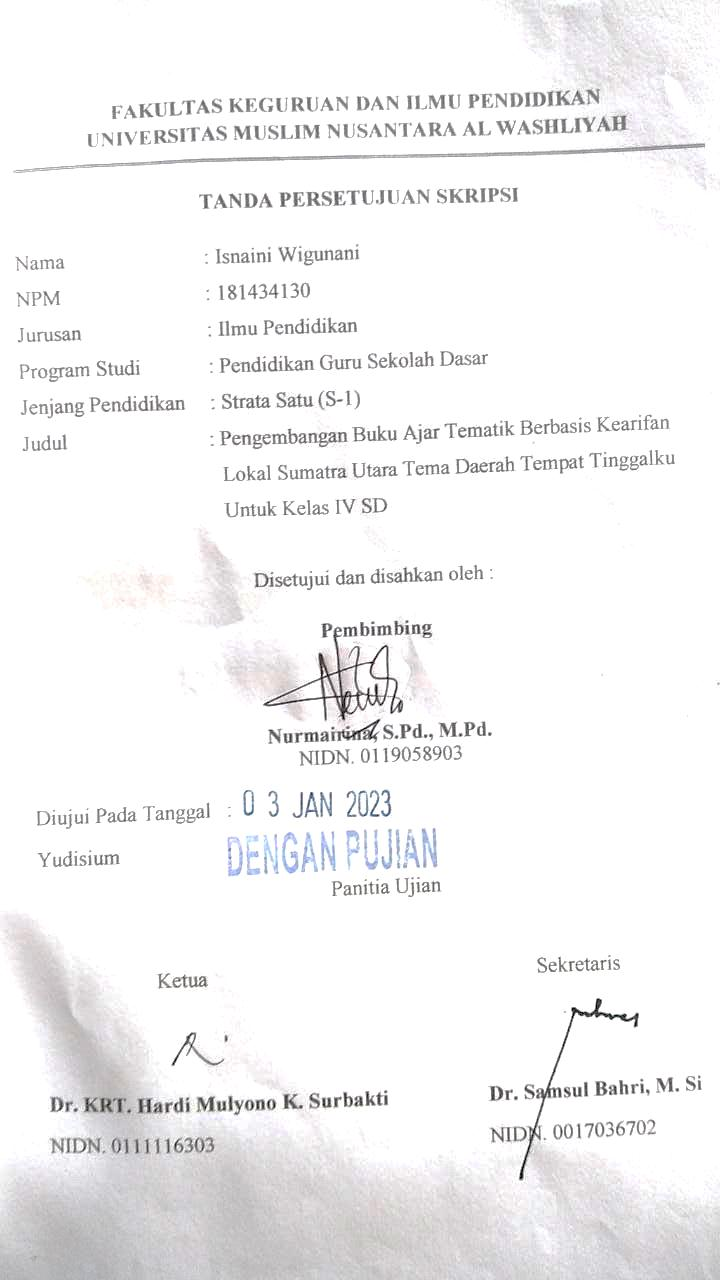 FAKULTAS KEGURUAN DAN ILMU PENDIDIKAN
UNIVERSITAS MUSLIM NUSANTARA AL WASHLIYAH
TANDA PERSETUJUAN SKRIPSI
Nama : Isnaini Wigunani
NPM : 181434130
Jurusan : Ilmu Pendidikan
Program Studi : Pendidikan Guru Sekolah Dasar
Jenjang Pendidikan : Strata Satu (S-1)
Judul : Pengembangan Buku Ajar Tematik Berbasis Kearifan
Lokal Sumatra Utara Tema Daerah Tempat Tinggalku
Untuk Kelas IV SD
Disetujui dan disahkan oleh :
Pembimbing
Nurmairina, S.Pd., M.Pd.
NIDN. 0119058903
Diujui Pada Tanggal : 03 JAN 2023
Yudisium DENGAN PUJIAN
Panitia Ujian
Ketua Sekretaris
Dr. KRT. Hardi Mulyono K. Surbakti Dr. Samsul Bahri, M. Si
NIDN. 0111116303 NIDN. 0017036702